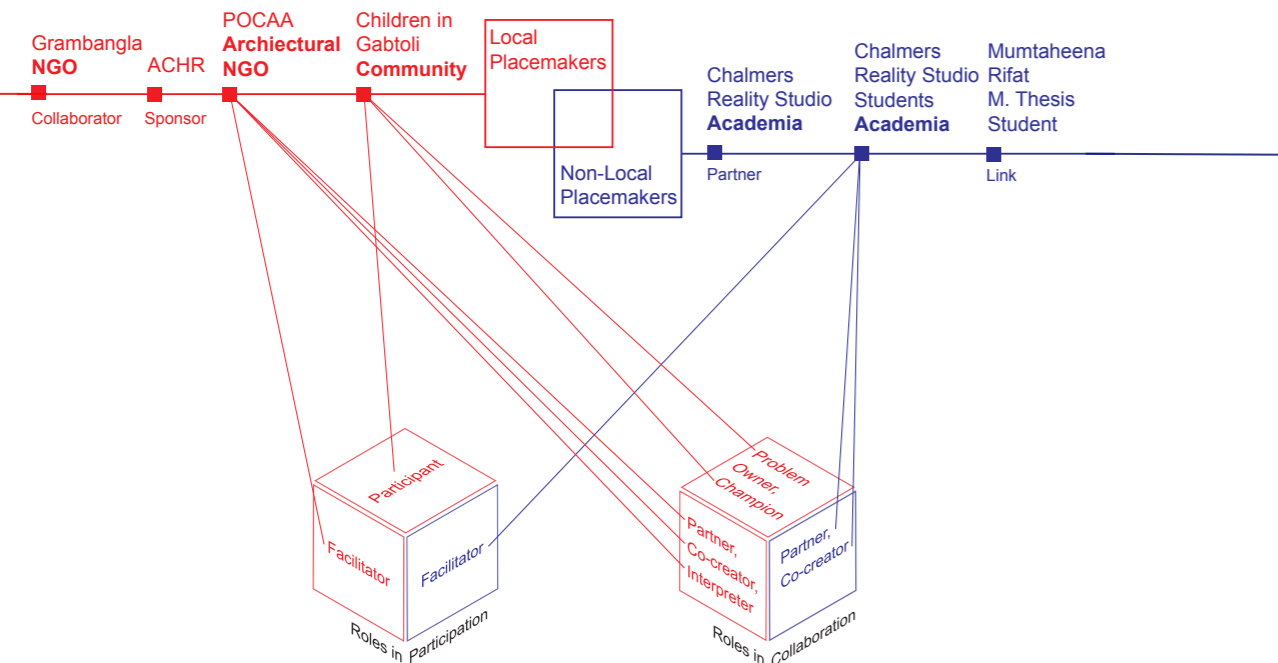 Grambangla
NGO
Collaborator
ACHR
Sponsor
POCAA
Archiectural
NGO
Children in
Gabtoli
Community
Local
Placemakers
Non-Local
Placemakers
Chalmers
Reality Studio
Academia
Partner
Chalmers
Reality Studio
Students
Academia
Mumtaheena
Rifat
M. Thesis
Student
Link
Participant
Facilitator
Facilitator
Roles in Participation
Problem
Owner,
Champion
Partner,
Co-creator,
Interpreter
Partner,
Co-creator
Roles in Collaboration